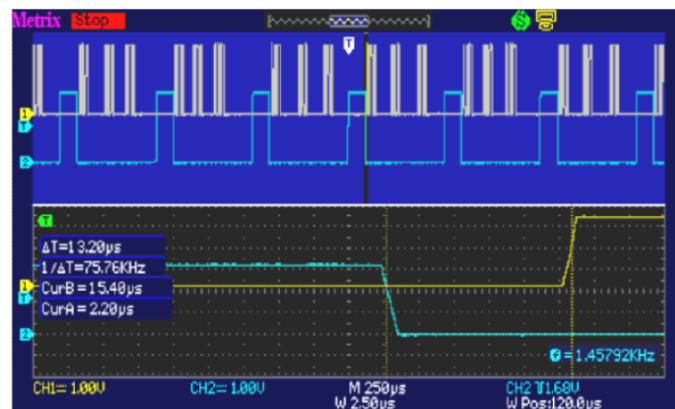 Metrix Stop
T
1
T
2
T
ΔT=13.20µs
1/ΔT=75.76KHz
CurB=15.40µs
1
CurA=2.20µs
T
2
f=1.45792KHz
CH1= 1.00V CH2= 1.00V M 250µs CH2 1.68V
W 2.50µs W Pos:120.0µs